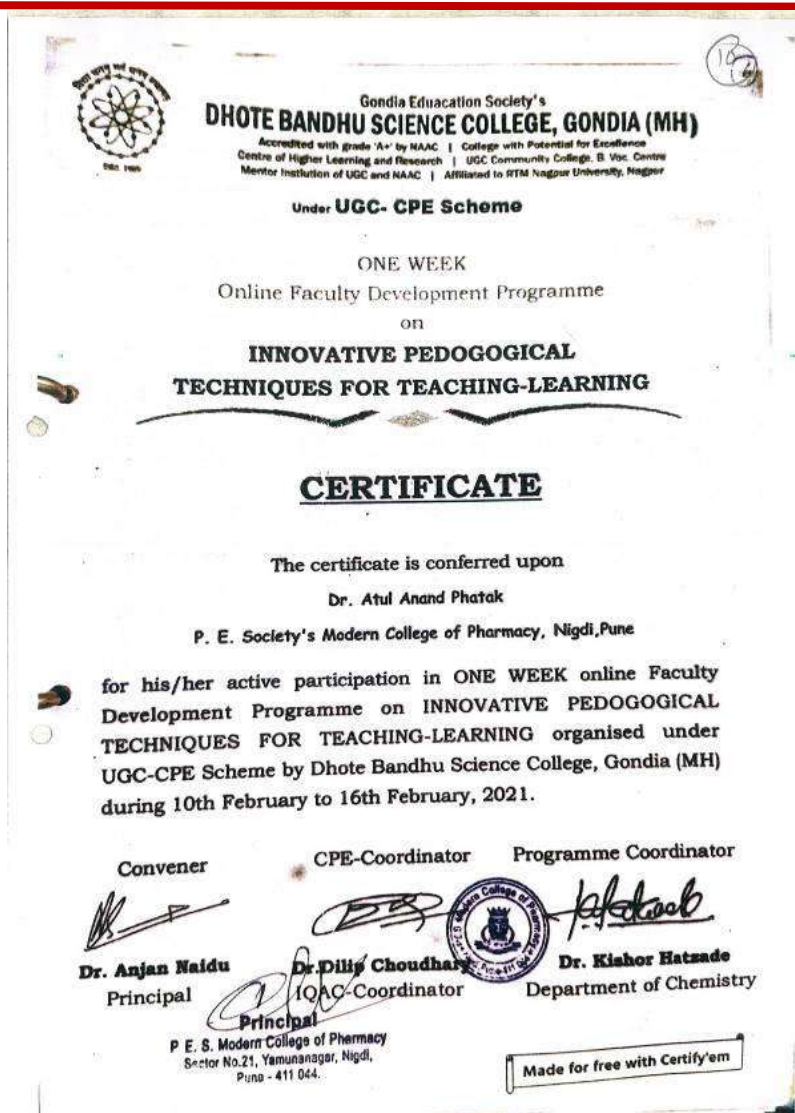 Gondia Eduacation Society's
DHOTE BANDHU SCIENCE COLLEGE, GONDIA (MH)
Accredited with grade 'A+' by NAAC | College with Potential for Excellence
Centre of Higher Learning and Research | UGC Community College, B. Voc. Centre
Mentor Instiution of UGC and NAAC | Affiliated to RTM Nagpur University, Nagpur
Under UGC- CPE Scheme
ONE WEEK
Online Faculty Development Programme
on
INNOVATIVE PEDOGOGICAL
TECHNIQUES FOR TEACHING-LEARNING
CERTIFICATE
The certificate is conferred upon
Dr. Atul Anand Phatak
P. E. Society's Modern College of Pharmacy, Nigdi,Pune
for his/her active participation in ONE WEEK online Faculty
Development Programme on INNOVATIVE PEDOGOGICAL
TECHNIQUES FOR TEACHING-LEARNING organised under
UGC-CPE Scheme by Dhote Bandhu Science College, Gondia (MH)
during 10th February to 16th February, 2021.
Convener CPE-Coordinator Programme Coordinator
Dr. Anjan Naidu Dr.Dilip Choudhary Dr. Kishor Hatzade
Principal IQAC-Coordinator Department of Chemistry
Principal
P E. S. Modern College of Pharmacy
Sector No.21, Yamunanagar, Nigdi,
Pune - 411 044.
Made for free with Certify'em